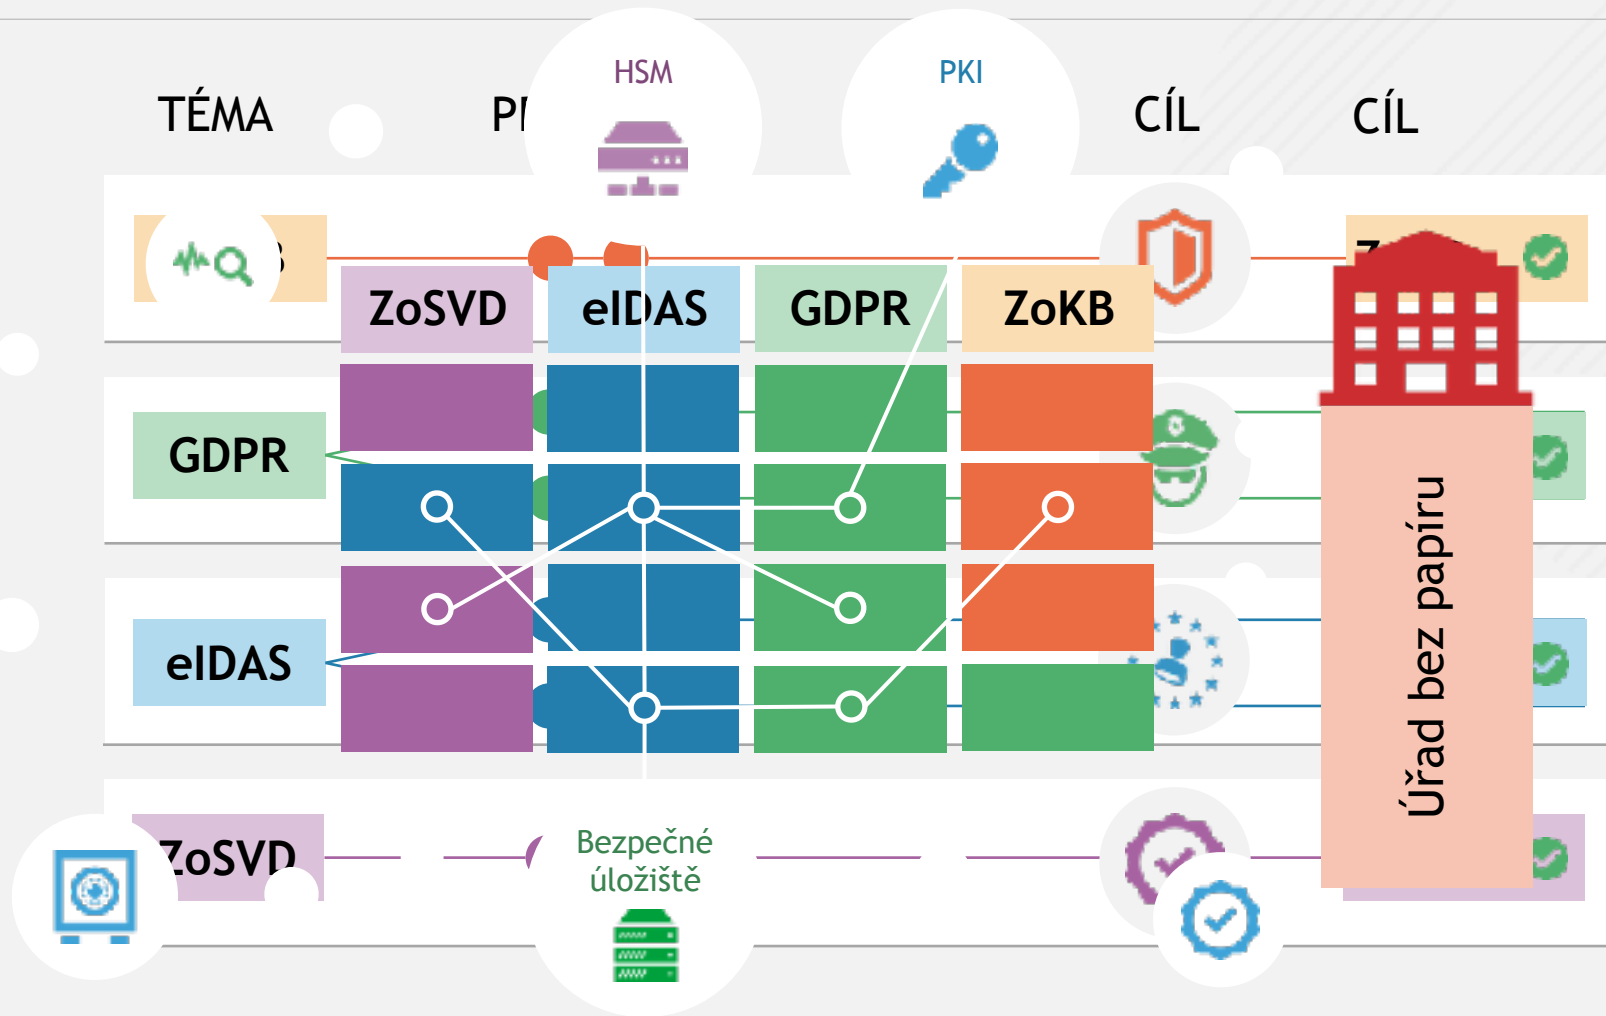 HSM
PKI
TÉMA
CÍL
CÍL
ZoSVD
eIDAS
GDPR
ZoKB
GDPR
eIDAS
Úřad bez papíru
ZoSVD
Bezpečné
úložiště